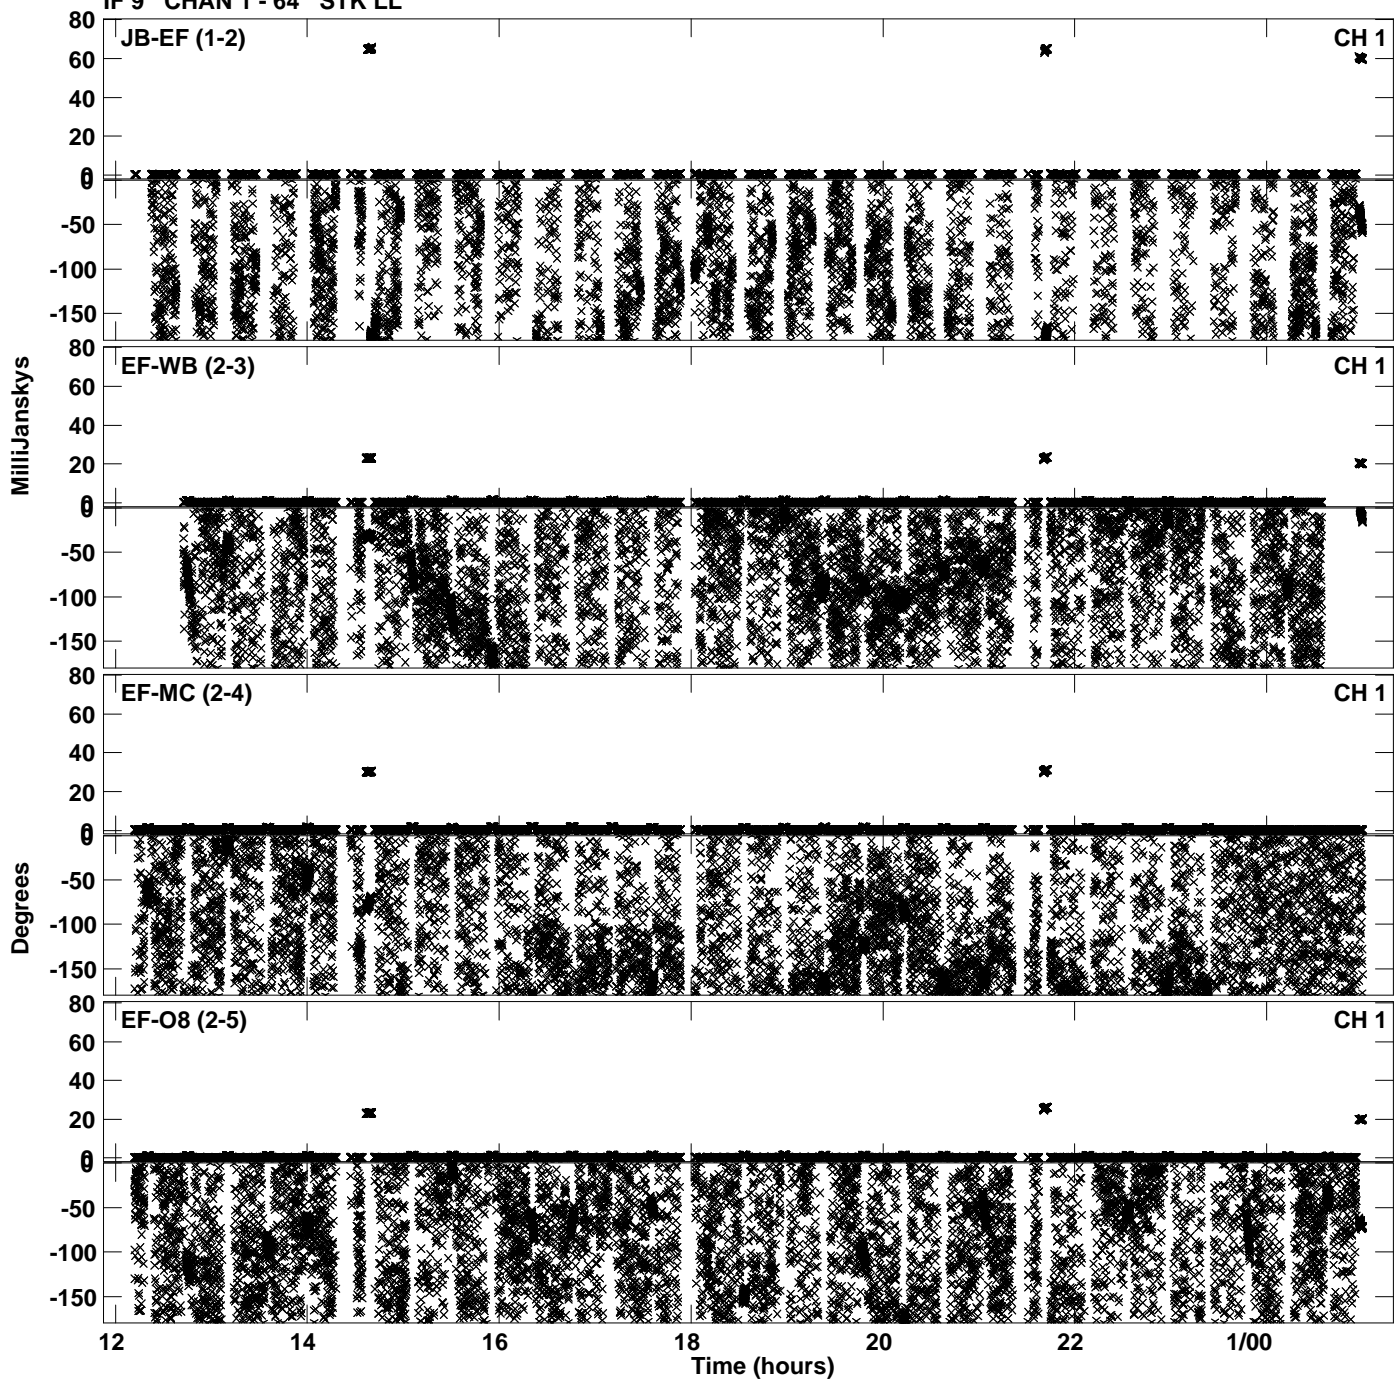 IF 9 CHAN 1 - 64 STK LL
80
60
40
20
0
0
-50
-100
-150
JB-EF (1-2)
CH 1
80
60
40
20
0
0
-50
-100
-150
EF-WB (2-3)
CH 1
MilliJanskys
80
60
40
20
0
0
-50
-100
-150
EF-MC (2-4)
CH 1
Degrees
80
60
40
20
0
0
-50
-100
-150
EF-O8 (2-5)
CH 1
12 14 16 18 20 22 1/00
Time (hours)